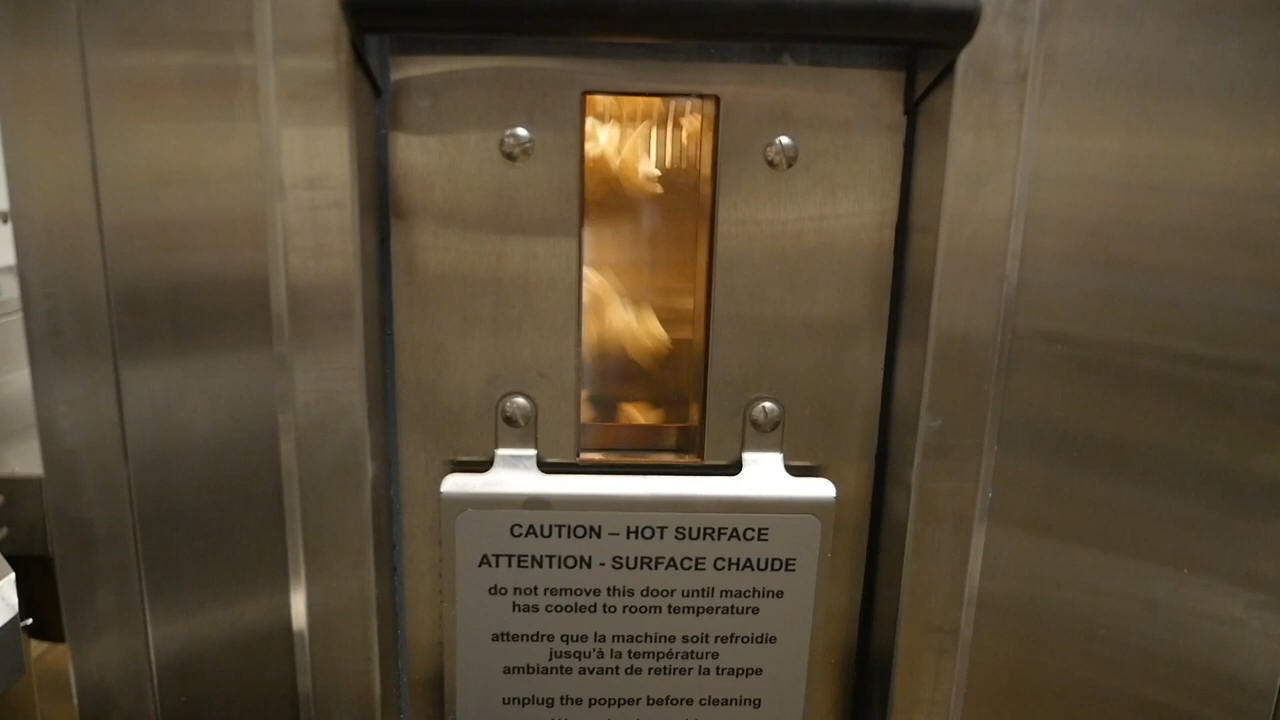 CAUTION – HOT SURFACE
ATTENTION - SURFACE CHAUDE
do not remove this door until machine
has cooled to room temperature
attendre que la machine soit refroidie
jusqu'à la température
ambiante avant de retirer la trappe
unplug the popper before cleaning